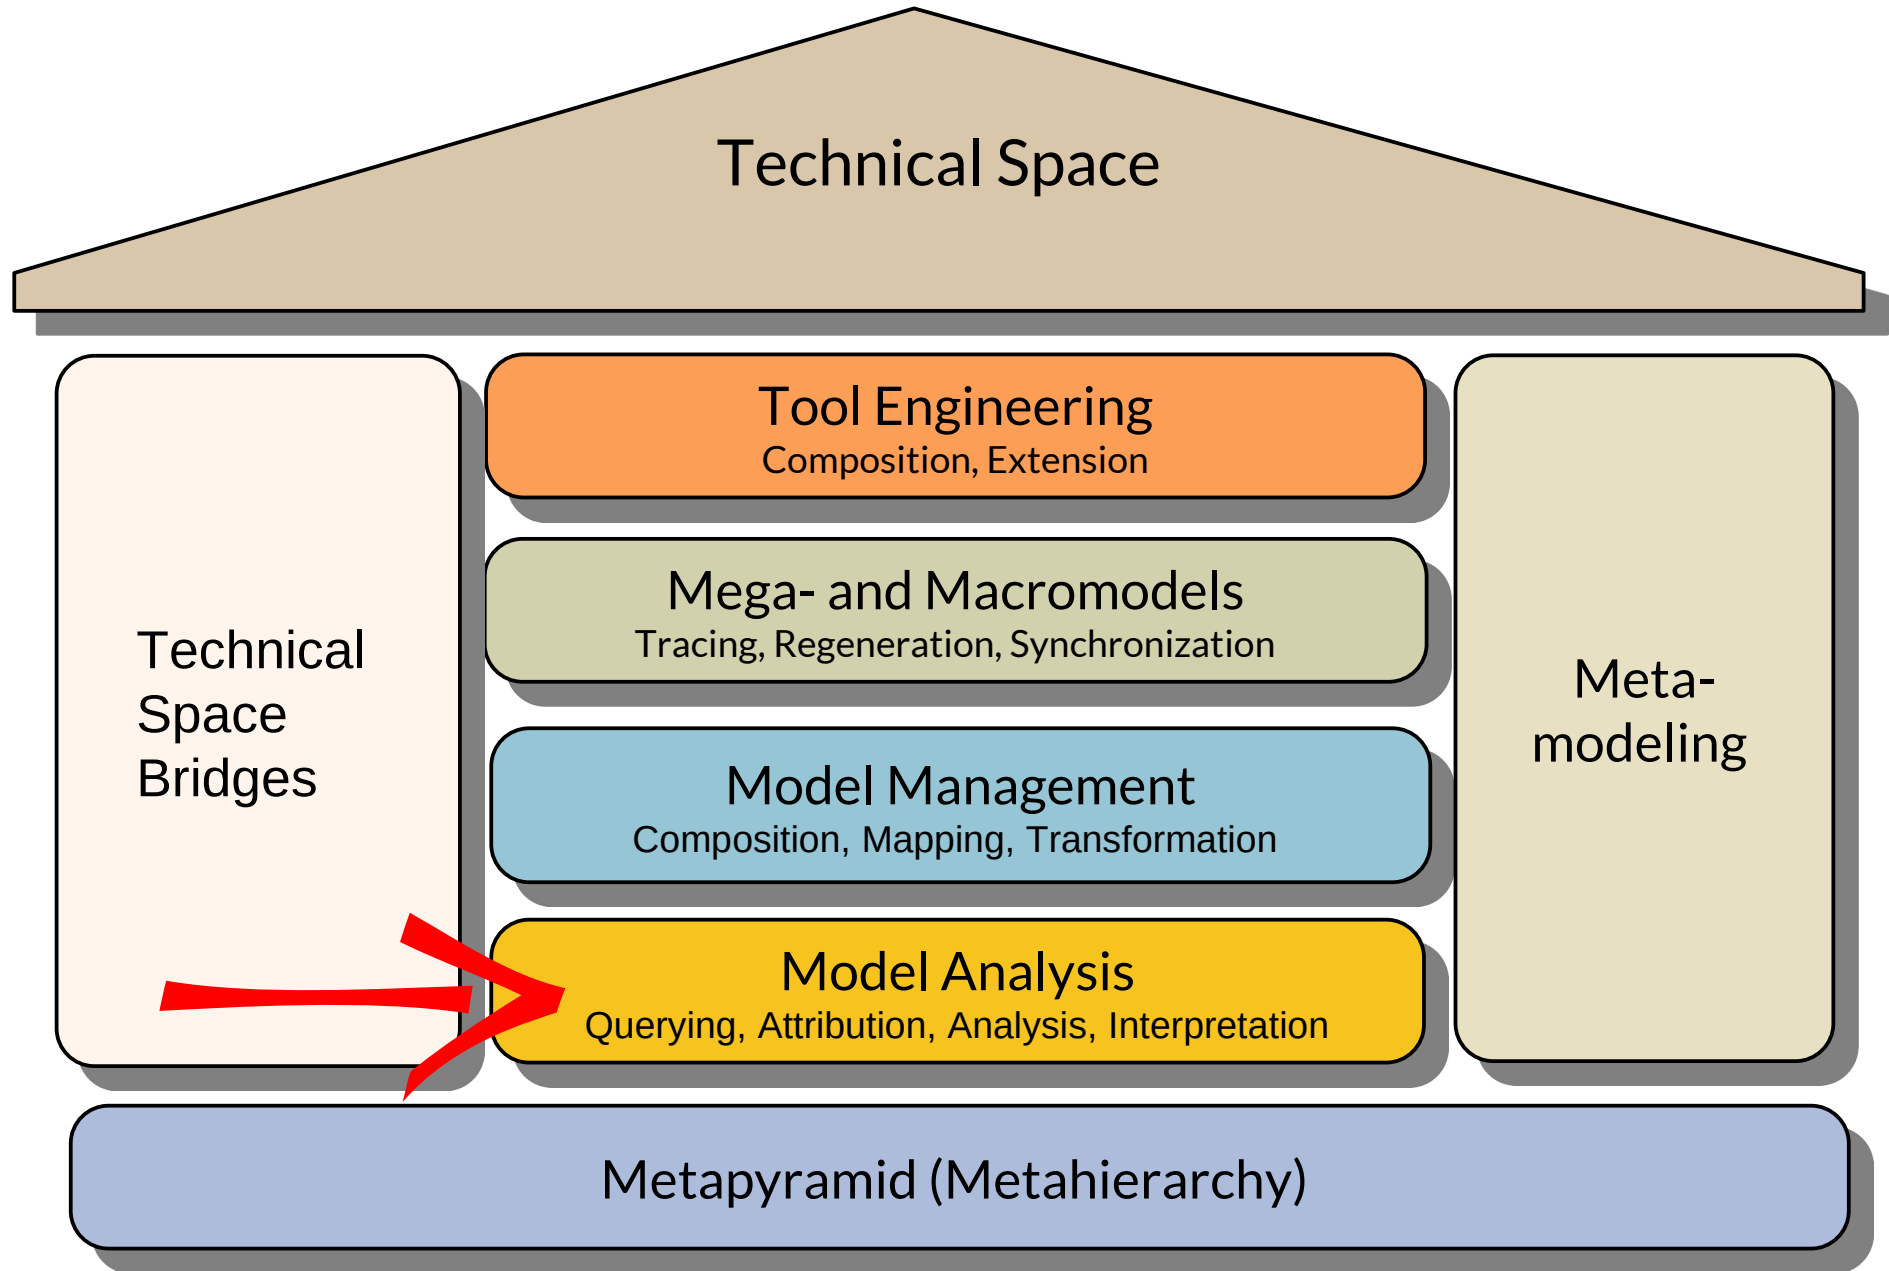 Technical Space
Tool Engineering
Composition, Extension
Mega- and Macromodels
Tracing, Regeneration, Synchronization
Technical
Space
Bridges
Meta-
modeling
Model Management
Composition, Mapping, Transformation
Model Analysis
Querying, Attribution, Analysis, Interpretation
Metapyramid (Metahierarchy)